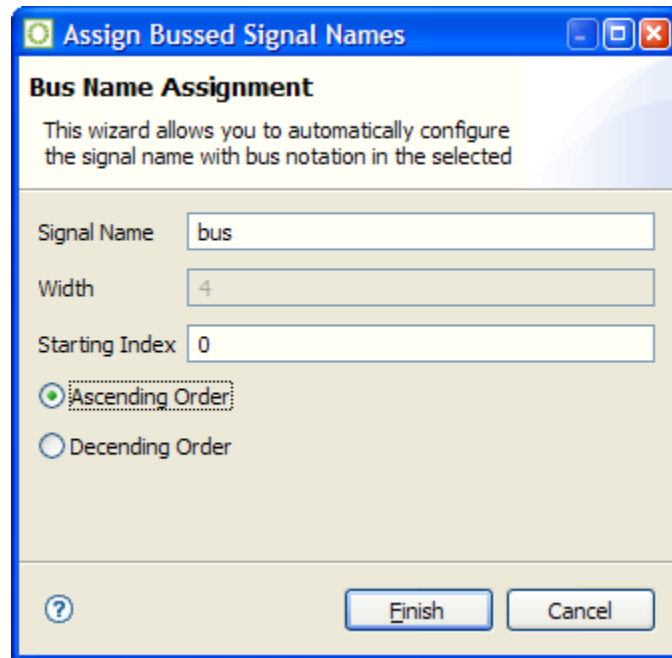 Assign Bussed Signal Names
Bus Name Assignment
This wizard allows you to automatically configure
the signal name with bus notation in the selected
Signal Name bus
Width 4
Starting Index 0
Ascending Order
Decending Order
? Finish Cancel